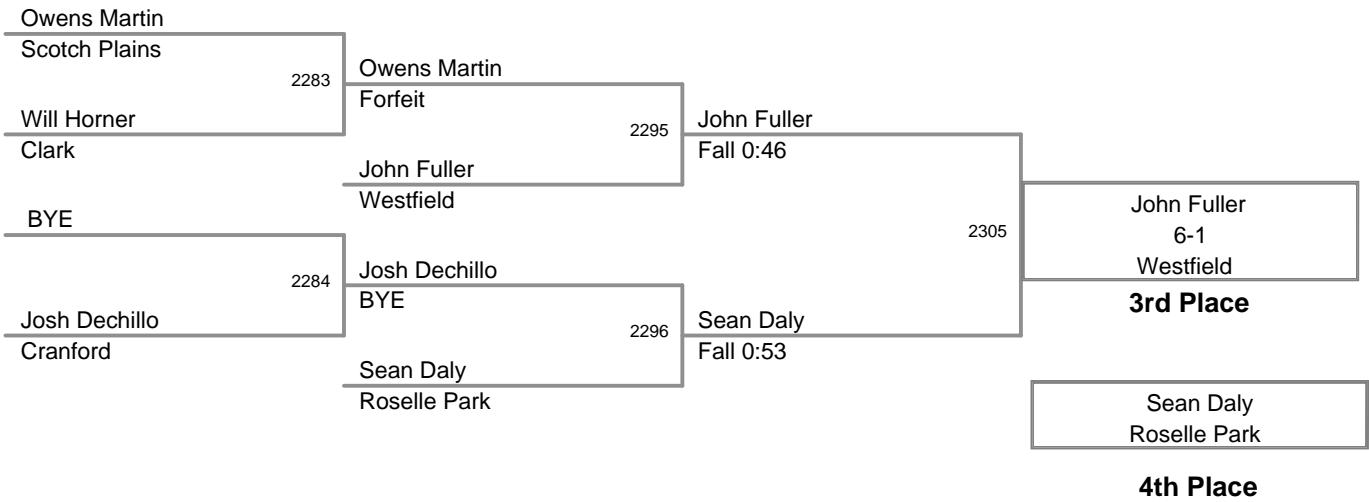 Owens Martin
Scotch Plains
2283
Owens Martin
Forfeit
Will Horner
Clark
2295
John Fuller
Fall 0:46
John Fuller
Westfield
BYE
2305
John Fuller
6-1
Westfield
3rd Place
2284
Josh Dechillo
BYE
Josh Dechillo
Cranford
2296
Sean Daly
Fall 0:53
Sean Daly
Roselle Park
Sean Daly
Roselle Park
4th Place